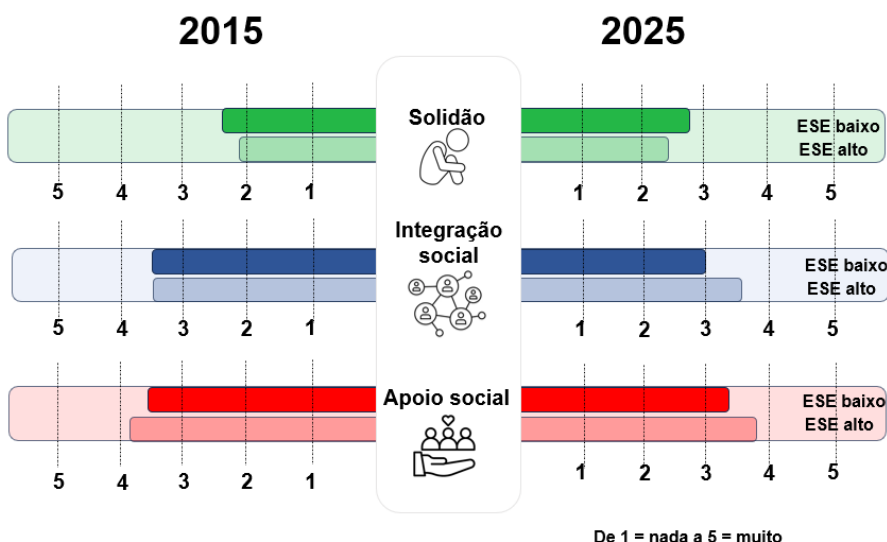 2015
2025
Solidão
ESE baixo
ESE alto
5 4 3 2 1
1 2 3 4 5
Integração
social
ESE baixo
ESE alto
5 4 3 2 1
1 2 3 4 5
Apoio social
ESE baixo
ESE alto
5 4 3 2 1
1 2 3 4 5
De 1 = nada a 5 = muito